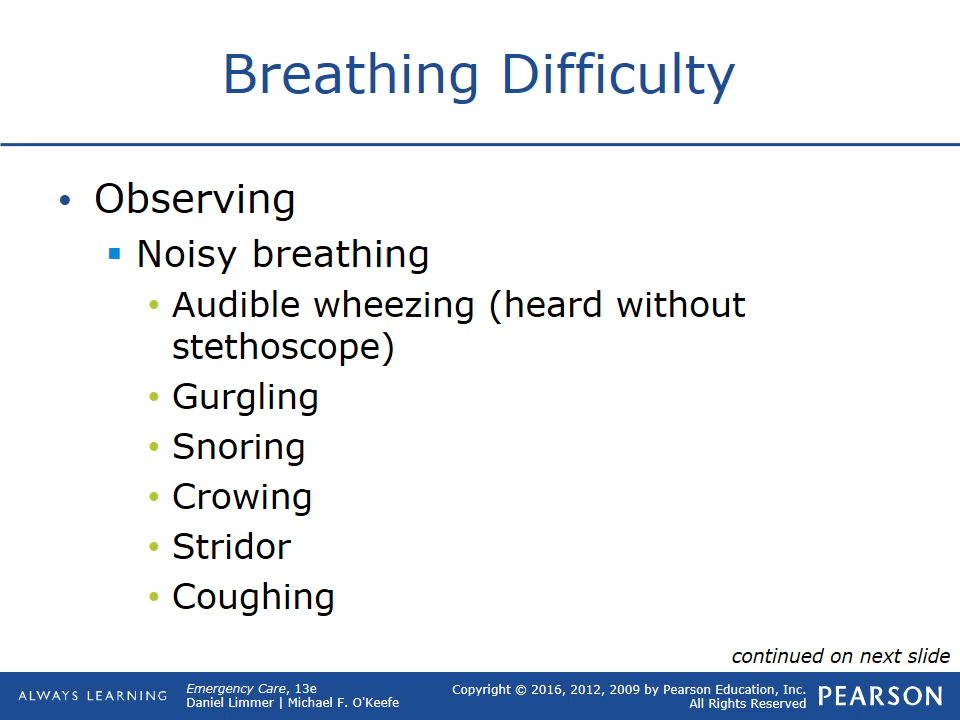 Breathing Difficulty
• Observing
▪ Noisy breathing
• Audible wheezing (heard without
stethoscope)
• Gurgling
• Snoring
• Crowing
• Stridor
• Coughing
continued on next slide
ALWAYS LEARNING
Emergency Care, 13e
Daniel Limmer | Michael F. O'Keefe
Copyright © 2016, 2012, 2009 by Pearson Education, Inc.
All Rights Reserved
PEARSON